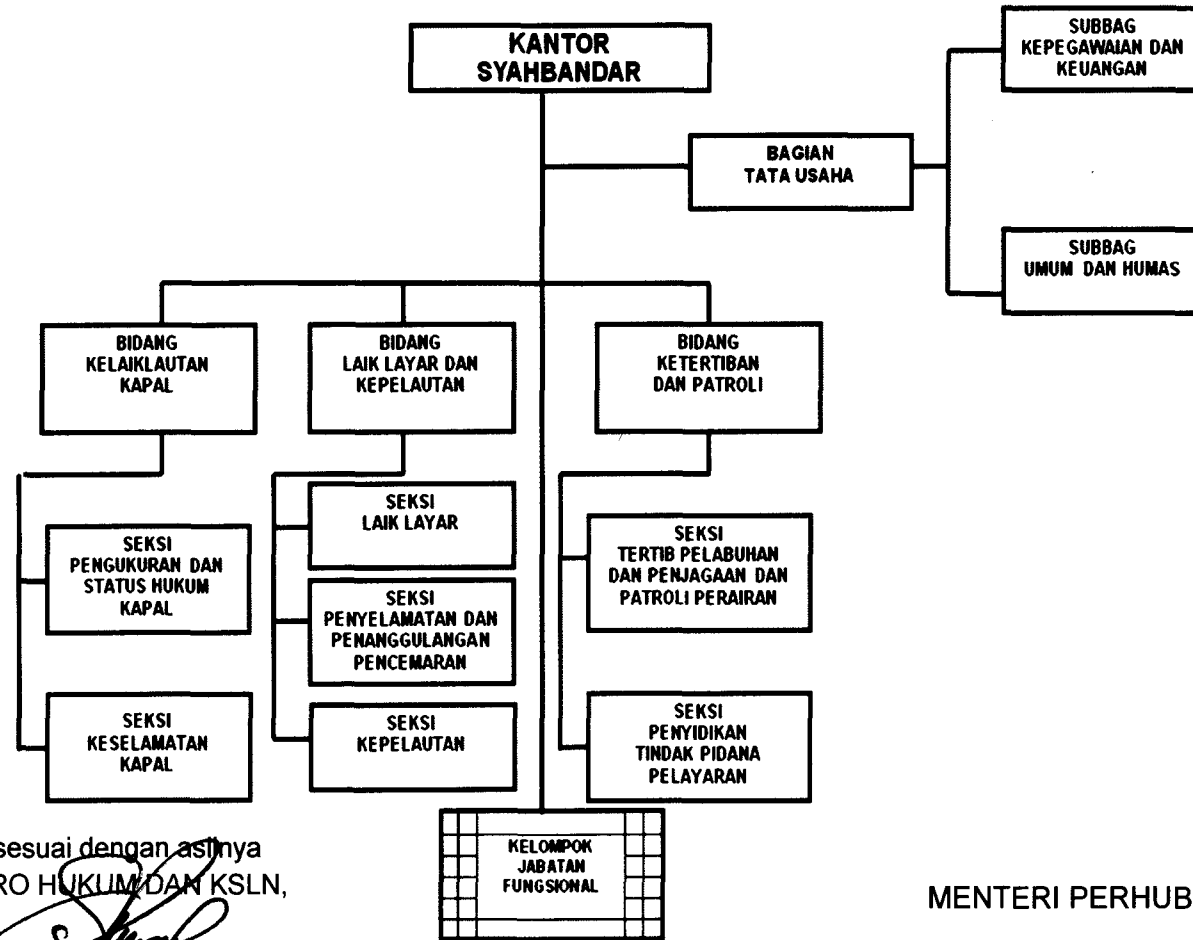 KANTOR
SYAHBANDAR
SUBBAG
KEPEGAWAIAN DAN
KEUANGAN
BAGIAN
TATA USAHA
SUBBAG
UMUM DAN HUMAS
BIDANG
KELAIKLAUTAN
KAPAL
BIDANG
LAIK LAYAR DAN
KEPELAUTAN
BIDANG
KETERTIBAN
DAN PATROLI
SEKSI
PENGUKURAN DAN
STATUS HUKUM
KAPAL
SEKSI
KESELAMATAN
KAPAL
SEKSI
LAIK LAYAR
SEKSI
PENYELAMATAN DAN
PENANGGULANGAN
PENCEMARAN
SEKSI
KEPELAUTAN
SEKSI
TERTIB PELABUHAN
DAN PENJAGAAN DAN
PATROLI PERAIRAN
SEKSI
PENYIDIKAN
TINDAK PIDANA
PELAYARAN
KELOMPOK
JABATAN
FUNGSIONAL
sesuai dengan aslinya
RO HUKUM DAN KSLN,
MENTERI PERHUB